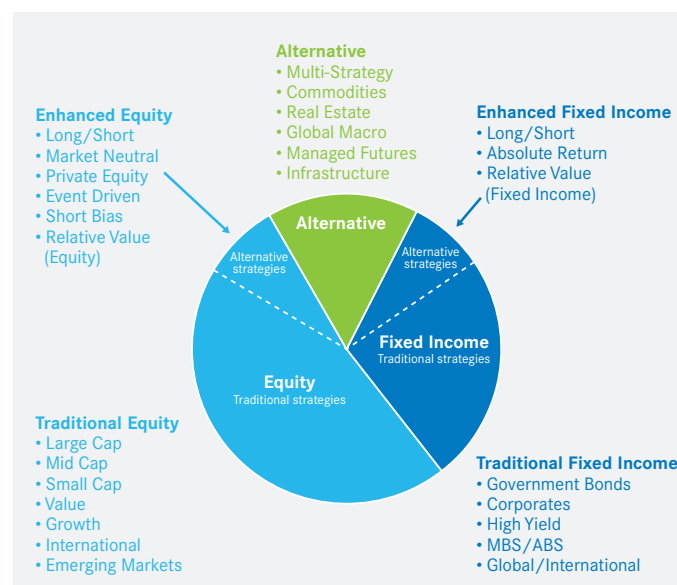 Alternative
• Multi-Strategy
• Commodities
• Real Estate
• Global Macro
• Managed Futures
• Infrastructure
Enhanced Equity
• Long/Short
• Market Neutral
• Private Equity
• Event Driven
• Short Bias
• Relative Value
(Equity)
Enhanced Fixed Income
• Long/Short
• Absolute Return
• Relative Value
(Fixed Income)
Alternative
Alternative
strategies
Alternative
strategies
Fixed Income
Traditional strategies
Equity
Traditional strategies
Traditional Equity
• Large Cap
• Mid Cap
• Small Cap
• Value
• Growth
• International
• Emerging Markets
Traditional Fixed Income
• Government Bonds
• Corporates
• High Yield
• MBS/ABS
• Global/International